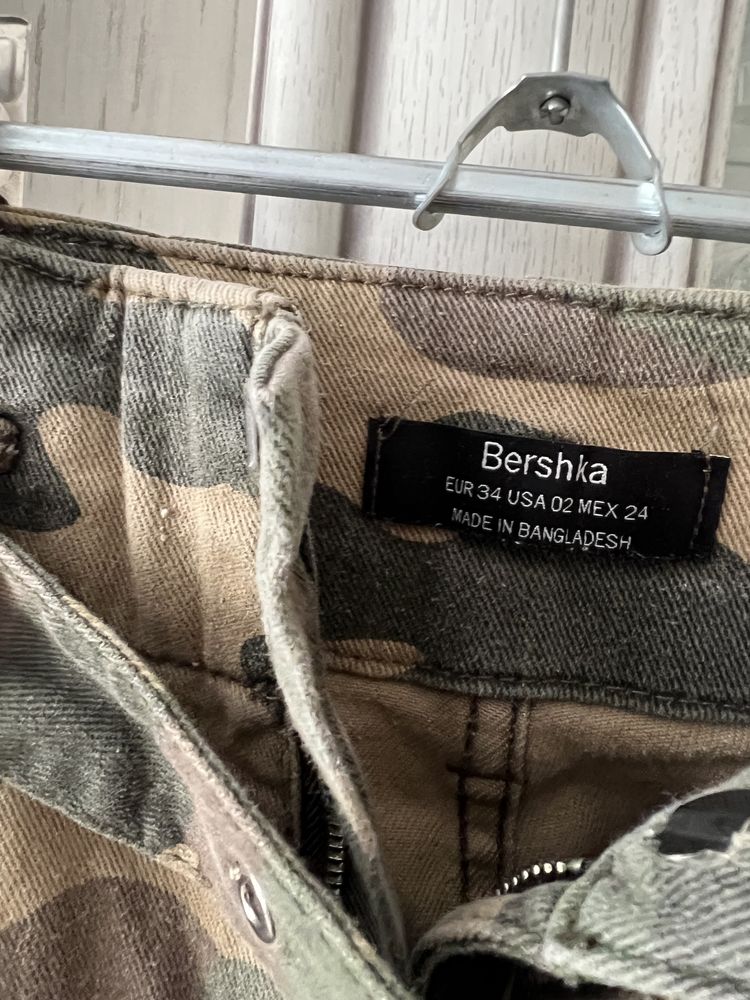 Bershka
EUR 34 USA 02 MEX 24
MADE IN BANGLADESH